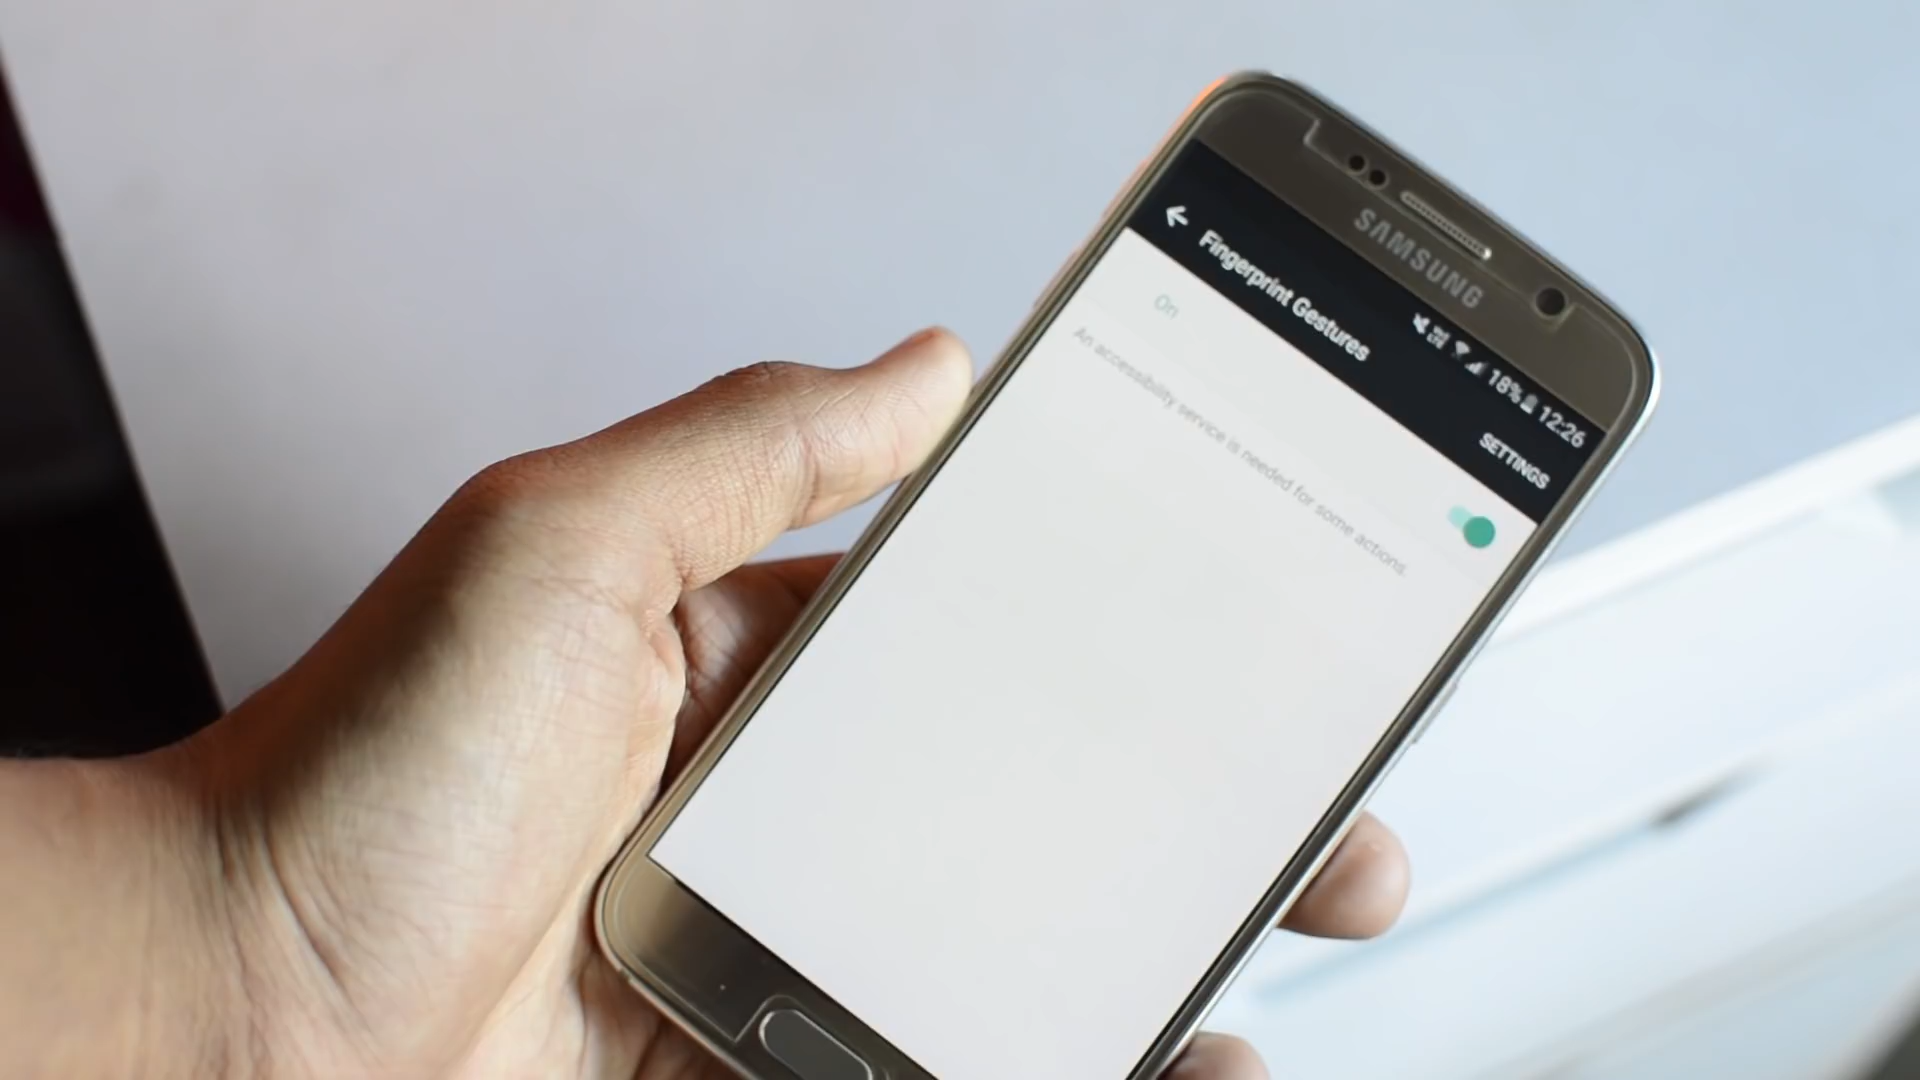 SAMSUNG
18% 12:26
Fingerprint Gestures
SETTINGS
On
An accessibility service is needed for some actions.